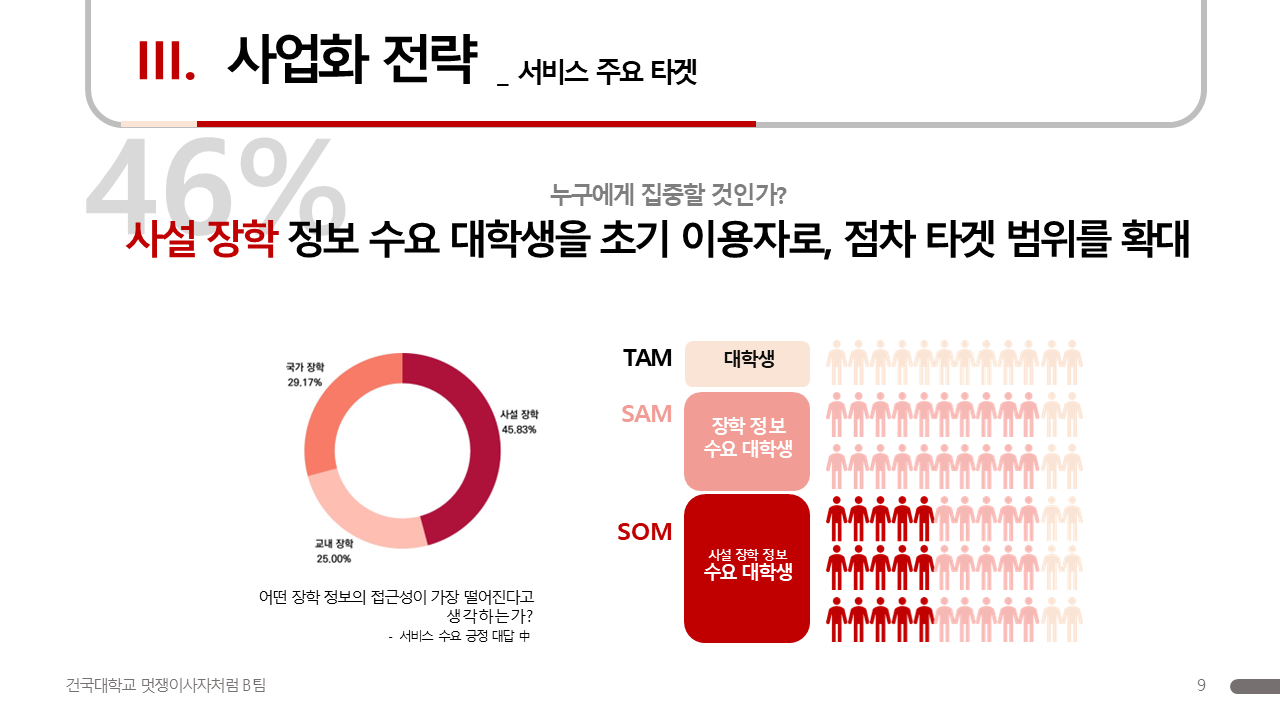 III. 사업화 전략 _ 서비스 주요 타겟
46%
누구에게 집중할 것인가?
사설 장학 정보 수요 대학생을 초기 이용자로, 점차 타겟 범위를 확대
국가 장학
29.17%
사설 장학
45.83%
교내 장학
25.00%
어떤 장학 정보의 접근성이 가장 떨어진다고
생각하는가?
- 서비스 수요 긍정 대답 中
TAM
대학생
SAM
장학 정보
수요 대학생
SOM
사설 장학 정보
수요 대학생
건국대학교 멋쟁이사자처럼 B팀
9